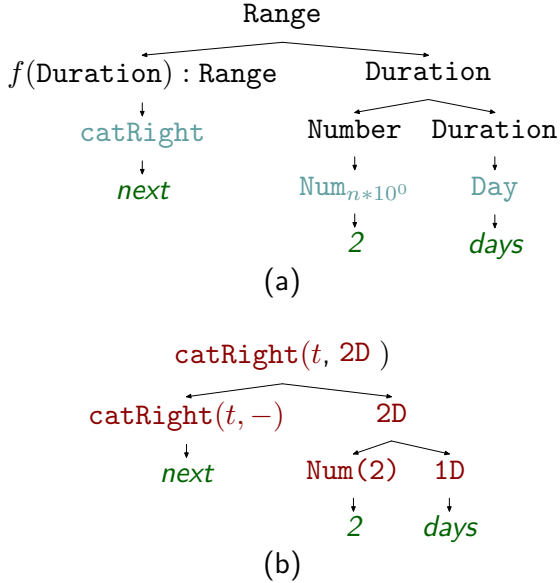 Range
f(Duration) : Range Duration
catRight Number Duration
next Num_{n*10^0} Day
2 days
(a)
catRight(t, 2D )
catRight(t, −) 2D
next Num(2) 1D
2 days
(b)